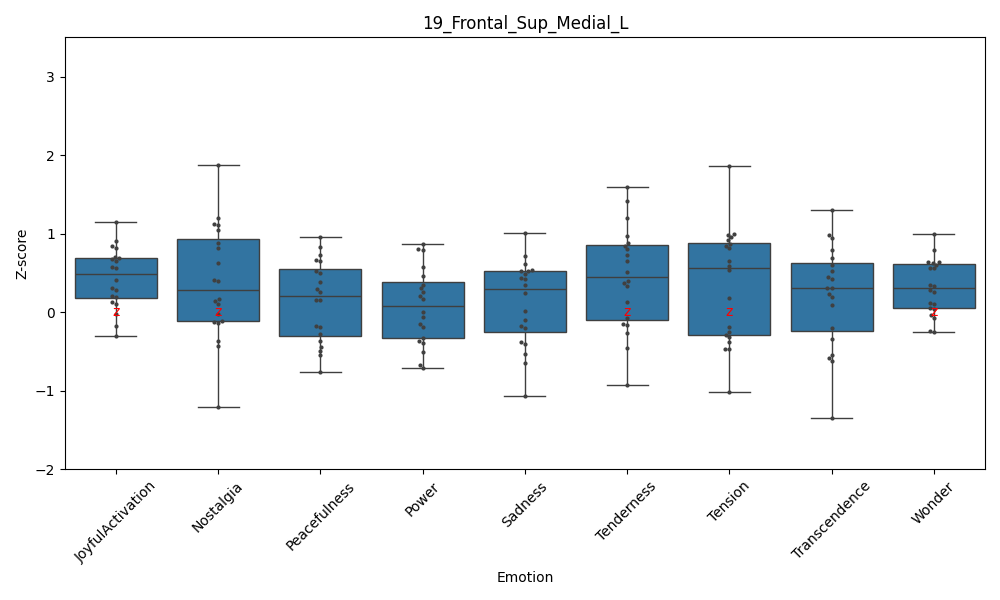 19_Frontal_Sup_Medial_L
Z-score
3
2
1
0
−1
−2
z z z z z
JoyfulActivation Nostalgia Peacefulness Power Sadness Tenderness Tension Transcendence Wonder
Emotion